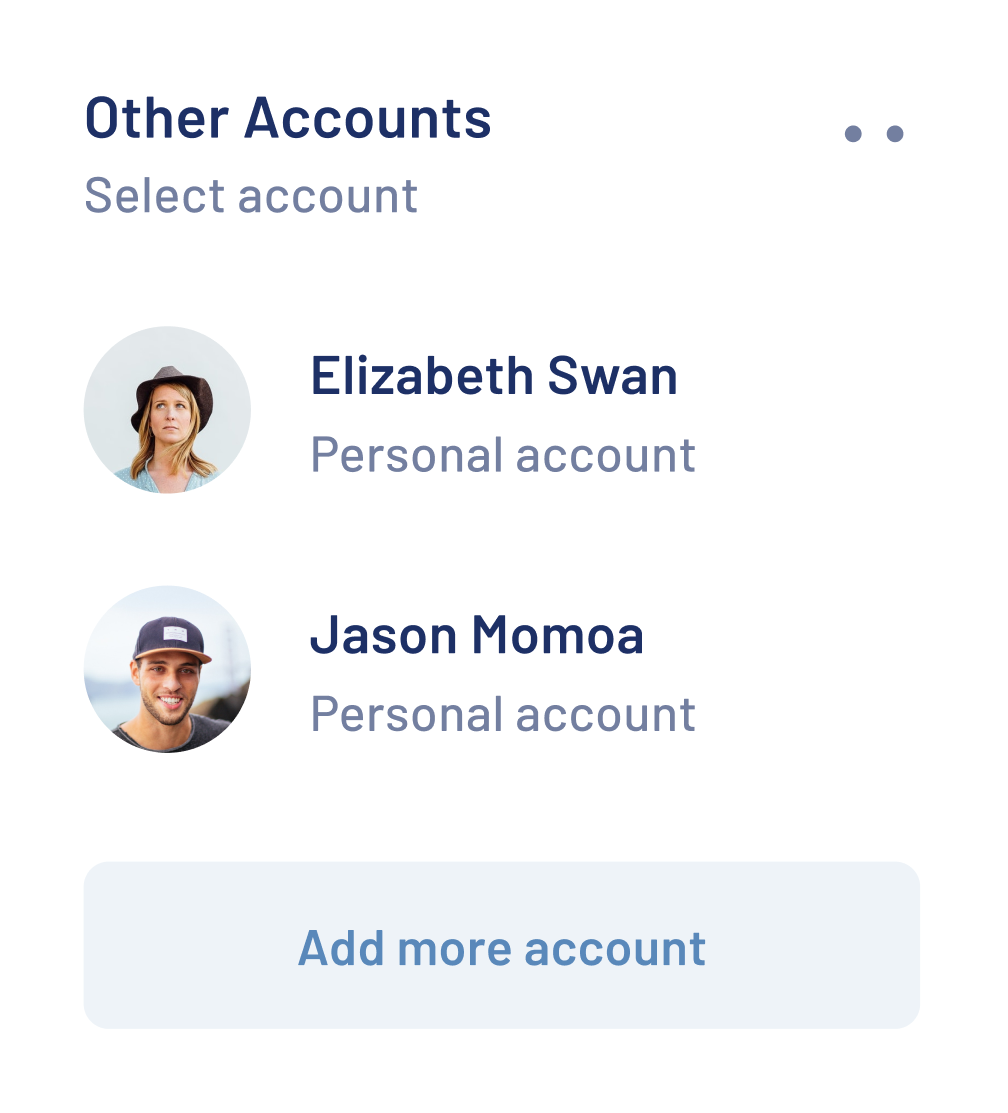 Other Accounts
Select account
Elizabeth Swan
Personal account
Jason Momoa
Personal account
Add more account